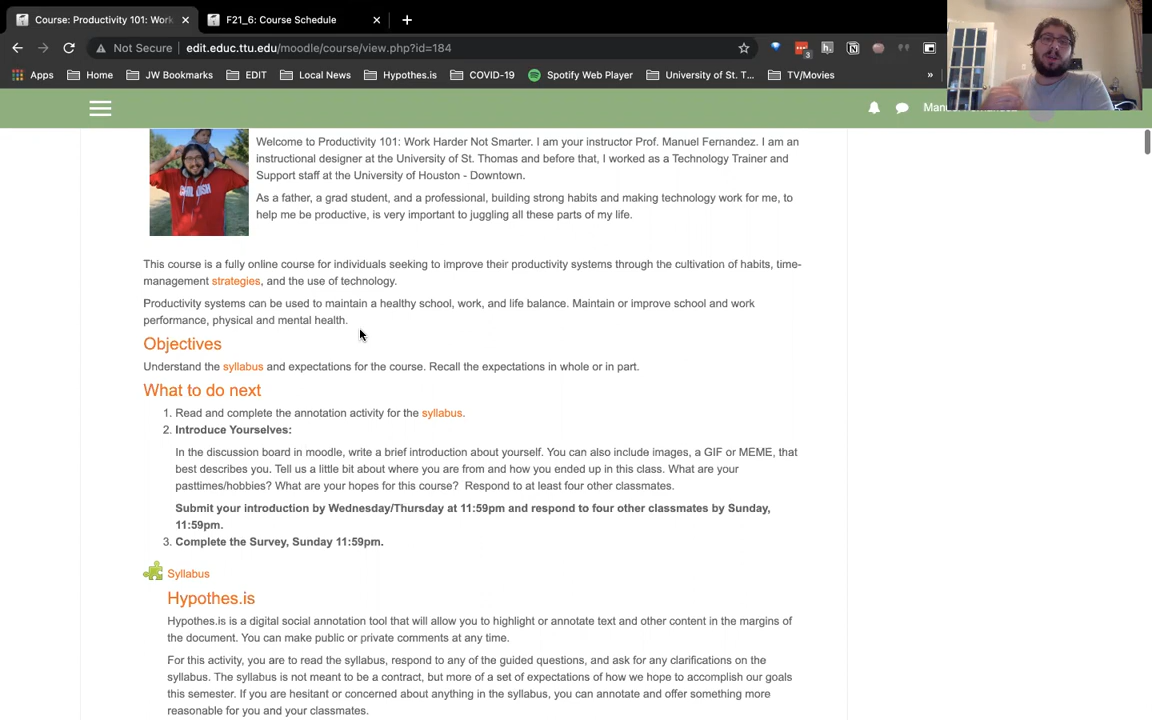 Course: Productivity 101: Work
F21_6: Course Schedule
Not Secure
edit.educ.ttu.edu/moodle/course/view.php?id=184
Apps Home JW Bookmarks EDIT Local News Hypothes.is COVID-19 Spotify Web Player University of St. T... TV/Movies »
Welcome to Productivity 101: Work Harder Not Smarter. I am your instructor Prof. Manuel Fernandez. I am an
instructional designer at the University of St. Thomas and before that, I worked as a Technology Trainer and
Support staff at the University of Houston - Downtown.
As a father, a grad student, and a professional, building strong habits and making technology work for me, to
help me be productive, is very important to juggling all these parts of my life.
This course is a fully online course for individuals seeking to improve their productivity systems through the cultivation of habits, time-
management strategies, and the use of technology.
Productivity systems can be used to maintain a healthy school, work, and life balance. Maintain or improve school and work
performance, physical and mental health.
Objectives
Understand the syllabus and expectations for the course. Recall the expectations in whole or in part.
What to do next
1. Read and complete the annotation activity for the syllabus.
2. Introduce Yourselves:
In the discussion board in moodle, write a brief introduction about yourself. You can also include images, a GIF or MEME, that
best describes you. Tell us a little bit about where you are from and how you ended up in this class. What are your
pasttimes/hobbies? What are your hopes for this course? Respond to at least four other classmates.
Submit your introduction by Wednesday/Thursday at 11:59pm and respond to four other classmates by Sunday,
11:59pm.
3. Complete the Survey, Sunday 11:59pm.
Syllabus
Hypothes.is
Hypothes.is is a digital social annotation tool that will allow you to highlight or annotate text and other content in the margins of
the document. You can make public or private comments at any time.
For this activity, you are to read the syllabus, respond to any of the guided questions, and ask for any clarifications on the
syllabus. The syllabus is not meant to be a contract, but more of a set of expectations of how we hope to accomplish our goals
this semester. If you are hesitant or concerned about anything in the syllabus, you can annotate and offer something more
reasonable for you and your classmates.